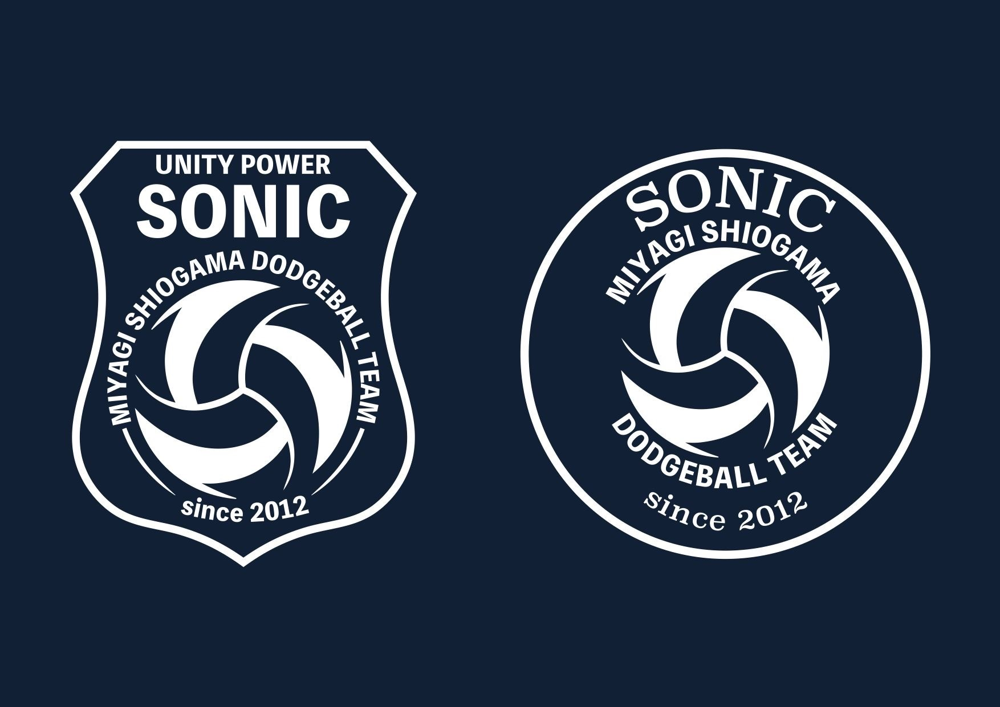 UNITY POWER
SONIC
MIYAGI SHIOGAMA DODGEBALL TEAM
since 2012
SONIC
MIYAGI SHIOGAMA
DODGEBALL TEAM
since 2012